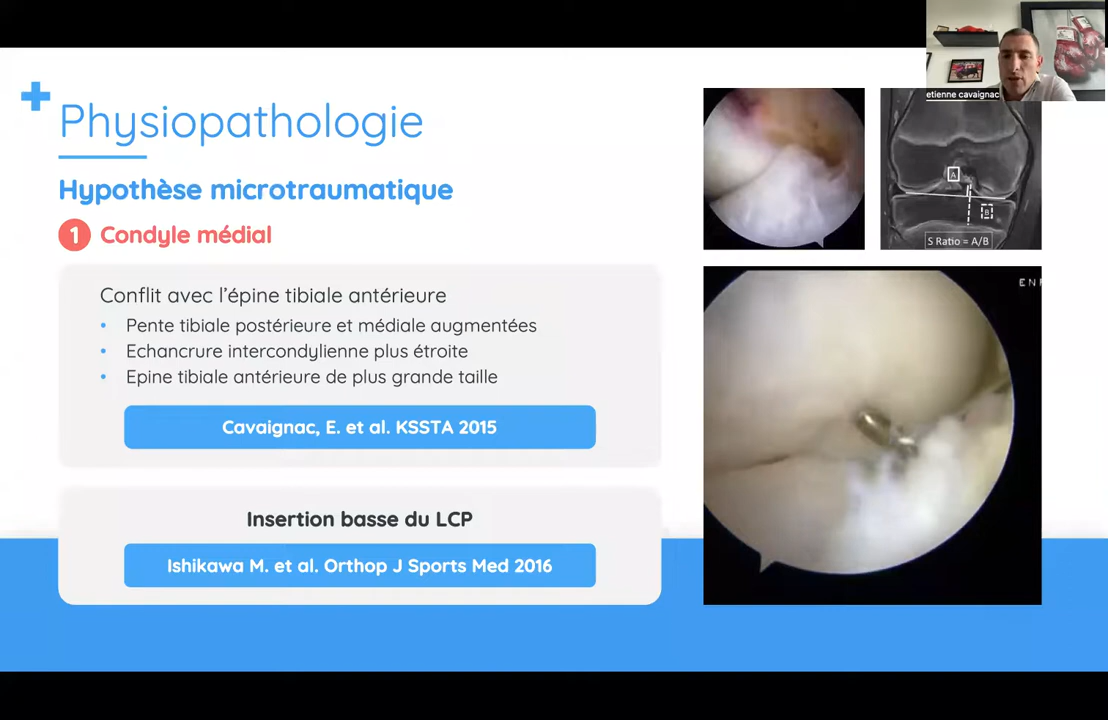 etienne cavaignac
Physiopathologie
Hypothèse microtraumatique
1 Condyle médial
Conflit avec l'épine tibiale antérieure
• Pente tibiale postérieure et médiale augmentées
• Echancrure intercondylienne plus étroite
• Epine tibiale antérieure de plus grande taille
Cavaignac, E. et al. KSSTA 2015
Insertion basse du LCP
Ishikawa M. et al. Orthop J Sports Med 2016
A
B
S Ratio = A/B